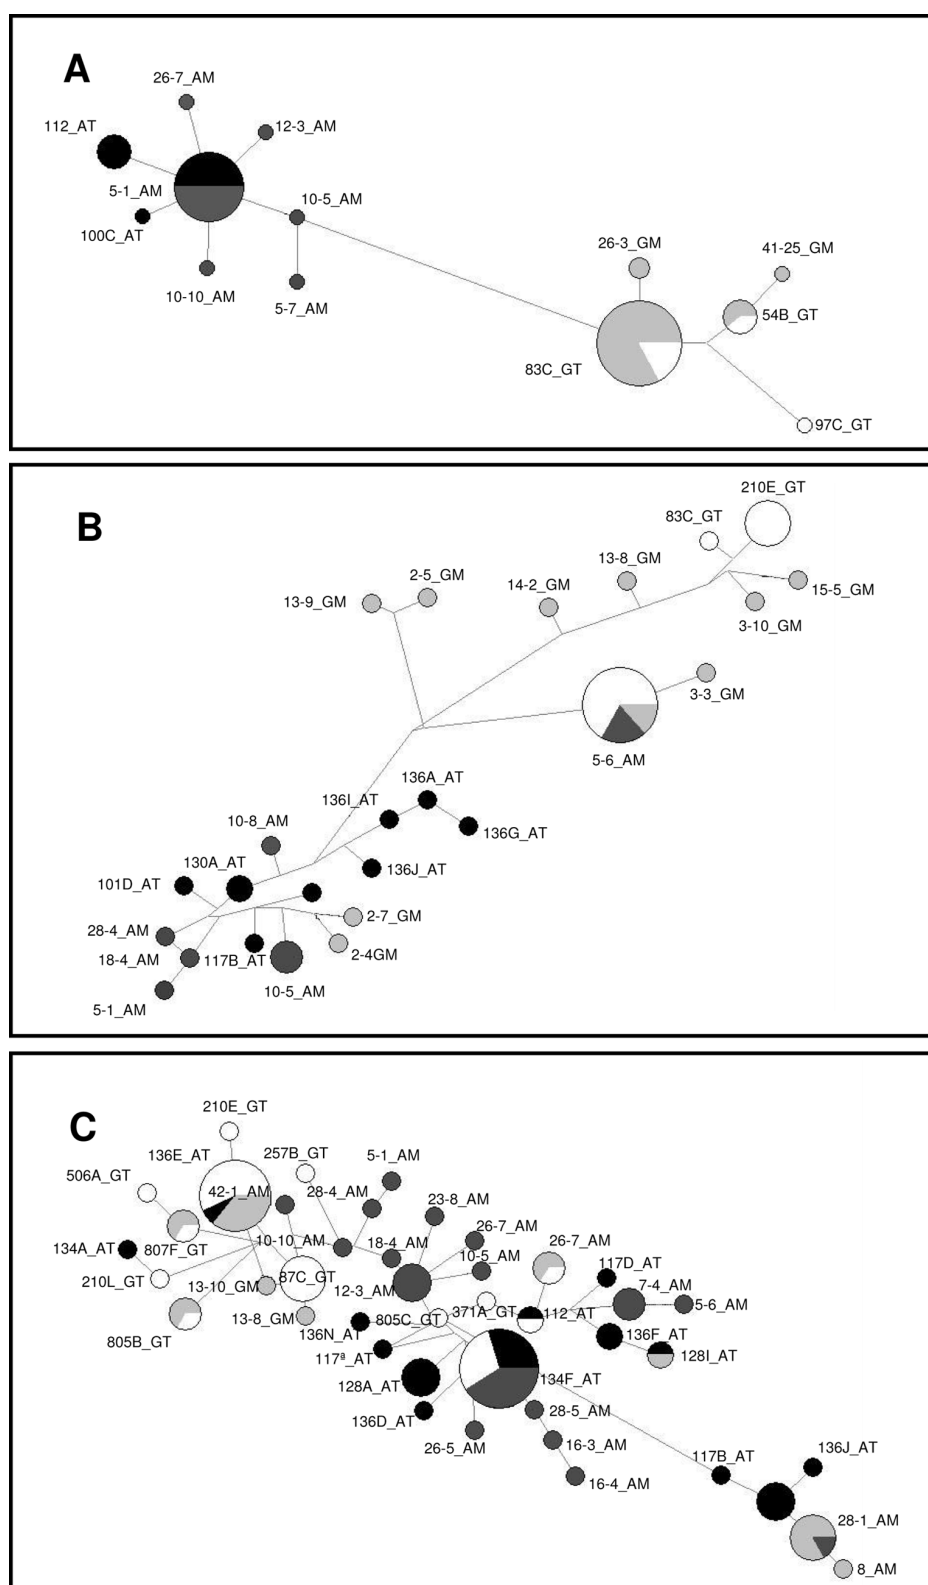 A
26-7_AM
112_AT
12-3_AM
5-1_AM
10-5_AM
100C_AT
10-10_AM
5-7_AM
26-3_GM
41-25_GM
54B_GT
83C_GT
97C_GT
B
210E_GT
83C_GT
13-8_GM
2-5_GM
14-2_GM
13-9_GM
15-5_GM
3-10_GM
3-3_GM
5-6_AM
136A_AT
136I_AT
10-8_AM
136G_AT
130A_AT
136J_AT
101D_AT
2-7_GM
28-4_AM
18-4_AM
117B_AT
2-4GM
10-5_AM
5-1_AM
C
210E_GT
136E_AT
257B_GT
5-1_AM
506A_GT
42-1_AM
28-4_AM
23-8_AM
26-7_AM
10-10_AM
18-4_AM
10-5_AM
26-7_AM
134A_AT
807F_GT
117D_AT
210L_GT
13-10_GM
87C_GT
12-3_AM
7-4_AM
5-6_AM
805B_GT
13-8_GM
805C_GT
371A_GT
112_AT
136N_AT
136F_AT
117ª_AT
128I_AT
128A_AT
134F_AT
136D_AT
28-5_AM
26-5_AM
16-3_AM
117B_AT
136J_AT
16-4_AM
28-1_AM
8_AM